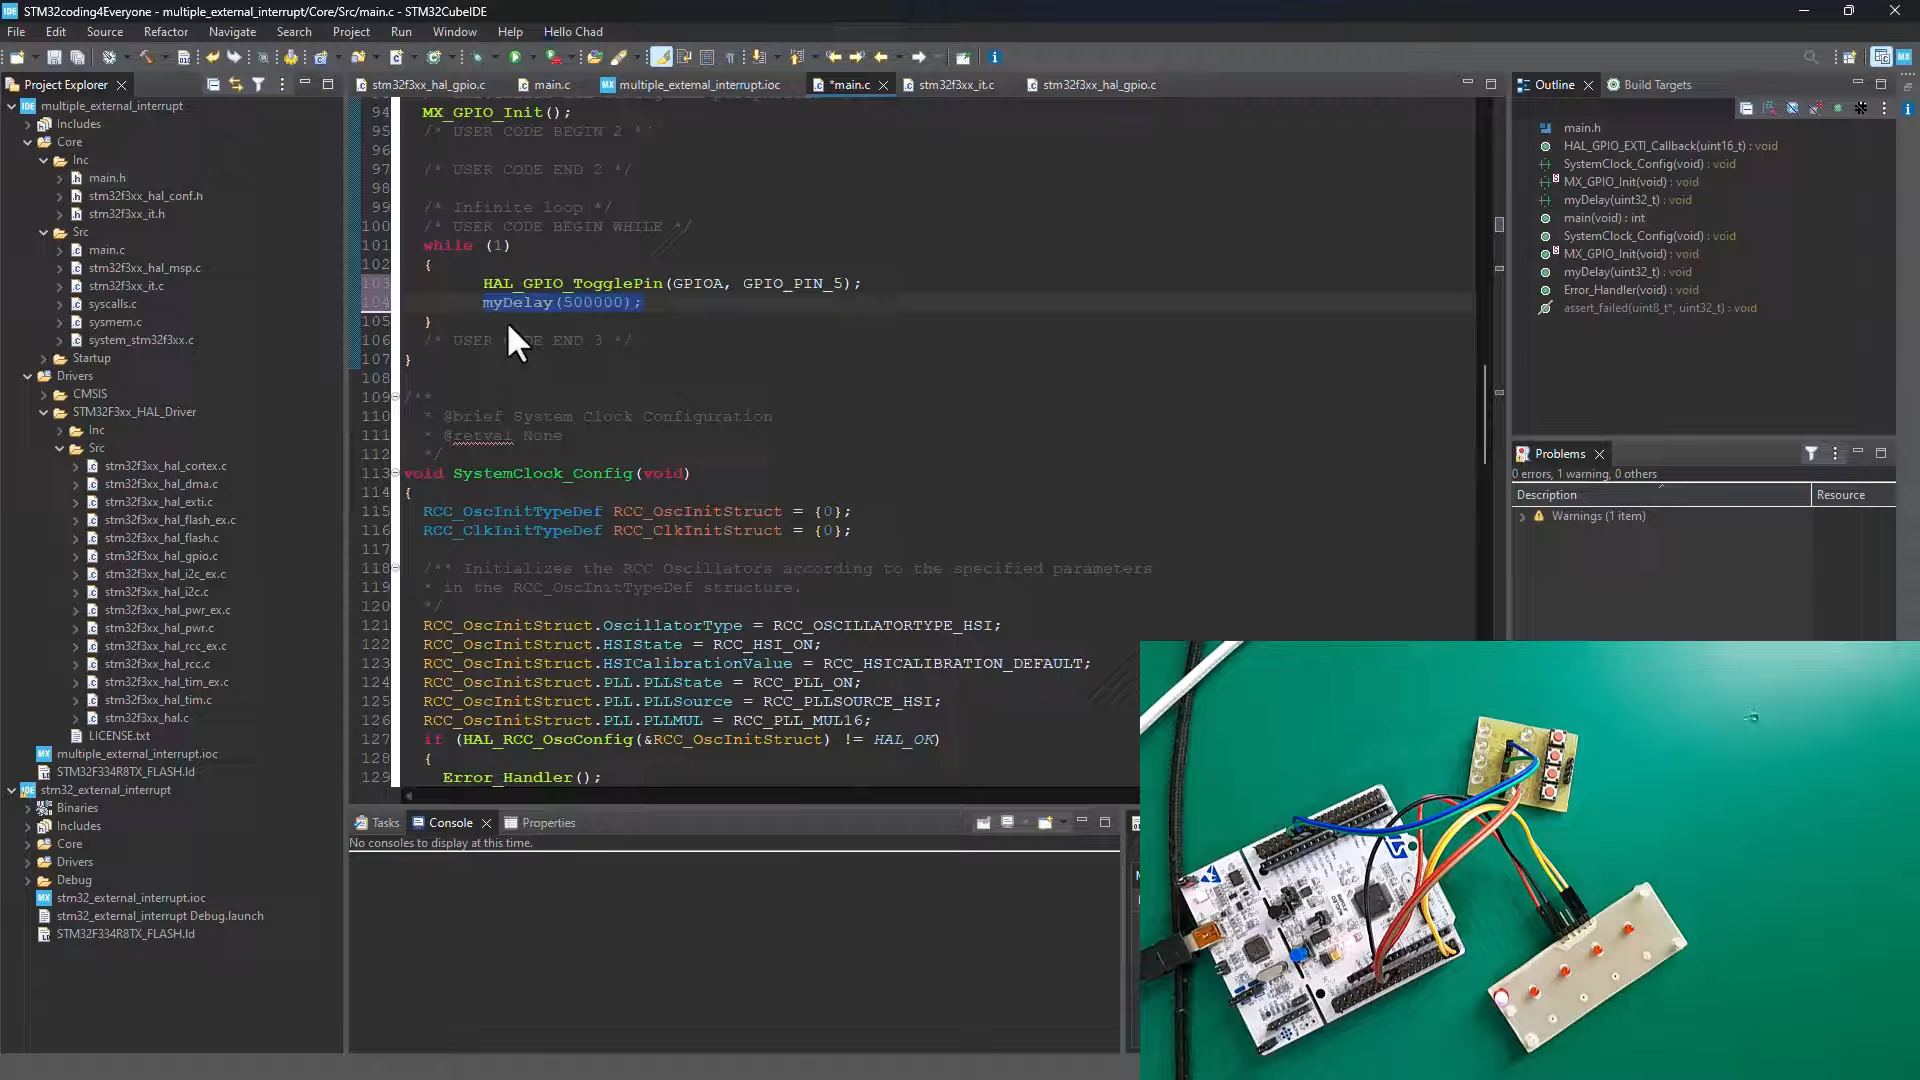 STM32coding4Everyone - multiple_external_interrupt/Core/Src/main.c - STM32CubeIDE
File Edit Source Refactor Navigate Search Project Run Window Help Hello Chad
Project Explorer
multiple_external_interrupt
Includes
Core
Inc
main.h
stm32f3xx_hal_conf.h
stm32f3xx_it.h
Src
main.c
stm32f3xx_hal_msp.c
stm32f3xx_it.c
syscalls.c
sysmem.c
system_stm32f3xx.c
Startup
Drivers
CMSIS
STM32F3xx_HAL_Driver
Inc
Src
stm32f3xx_hal_cortex.c
stm32f3xx_hal_dma.c
stm32f3xx_hal_exti.c
stm32f3xx_hal_flash_ex.c
stm32f3xx_hal_flash.c
stm32f3xx_hal_gpio.c
stm32f3xx_hal_i2c_ex.c
stm32f3xx_hal_i2c.c
stm32f3xx_hal_pwr_ex.c
stm32f3xx_hal_pwr.c
stm32f3xx_hal_rcc_ex.c
stm32f3xx_hal_rcc.c
stm32f3xx_hal_tim_ex.c
stm32f3xx_hal_tim.c
stm32f3xx_hal.c
LICENSE.txt
multiple_external_interrupt.ioc
STM32F334R8TX_FLASH.ld
stm32_external_interrupt
Binaries
Includes
Core
Drivers
Debug
stm32_external_interrupt.ioc
stm32_external_interrupt Debug.launch
STM32F334R8TX_FLASH.ld
stm32f3xx_hal_gpio.c main.c multiple_external_interrupt.ioc *main.c stm32f3xx_it.c stm32f3xx_hal_gpio.c
94 MX_GPIO_Init();
95 /* USER CODE BEGIN 2 */
96
97 /* USER CODE END 2 */
98
99 /* Infinite loop */
100 /* USER CODE BEGIN WHILE */
101 while (1)
102 {
103 HAL_GPIO_TogglePin(GPIOA, GPIO_PIN_5);
104 myDelay(500000);
105 }
106 /* USER CODE END 3 */
107 }
108
109 /**
110 * @brief System Clock Configuration
111 * @retval None
112 */
113 void SystemClock_Config(void)
114 {
115 RCC_OscInitTypeDef RCC_OscInitStruct = {0};
116 RCC_ClkInitTypeDef RCC_ClkInitStruct = {0};
117
118 /** Initializes the RCC Oscillators according to the specified parameters
119 * in the RCC_OscInitTypeDef structure.
120 */
121 RCC_OscInitStruct.OscillatorType = RCC_OSCILLATORTYPE_HSI;
122 RCC_OscInitStruct.HSIState = RCC_HSI_ON;
123 RCC_OscInitStruct.HSICalibrationValue = RCC_HSICALIBRATION_DEFAULT;
124 RCC_OscInitStruct.PLL.PLLState = RCC_PLL_ON;
125 RCC_OscInitStruct.PLL.PLLSource = RCC_PLLSOURCE_HSI;
126 RCC_OscInitStruct.PLL.PLLMUL = RCC_PLL_MUL16;
127 if (HAL_RCC_OscConfig(&RCC_OscInitStruct) != HAL_OK)
128 {
129 Error_Handler();
Tasks Console Properties
No consoles to display at this time.
Outline Build Targets
main.h
HAL_GPIO_EXTI_Callback(uint16_t) : void
SystemClock_Config(void) : void
MX_GPIO_Init(void) : void
myDelay(uint32_t) : void
main(void) : int
SystemClock_Config(void) : void
MX_GPIO_Init(void) : void
myDelay(uint32_t) : void
Error_Handler(void) : void
assert_failed(uint8_t*, uint32_t) : void
Problems
0 errors, 1 warning, 0 others
Description Resource
Warnings (1 item)